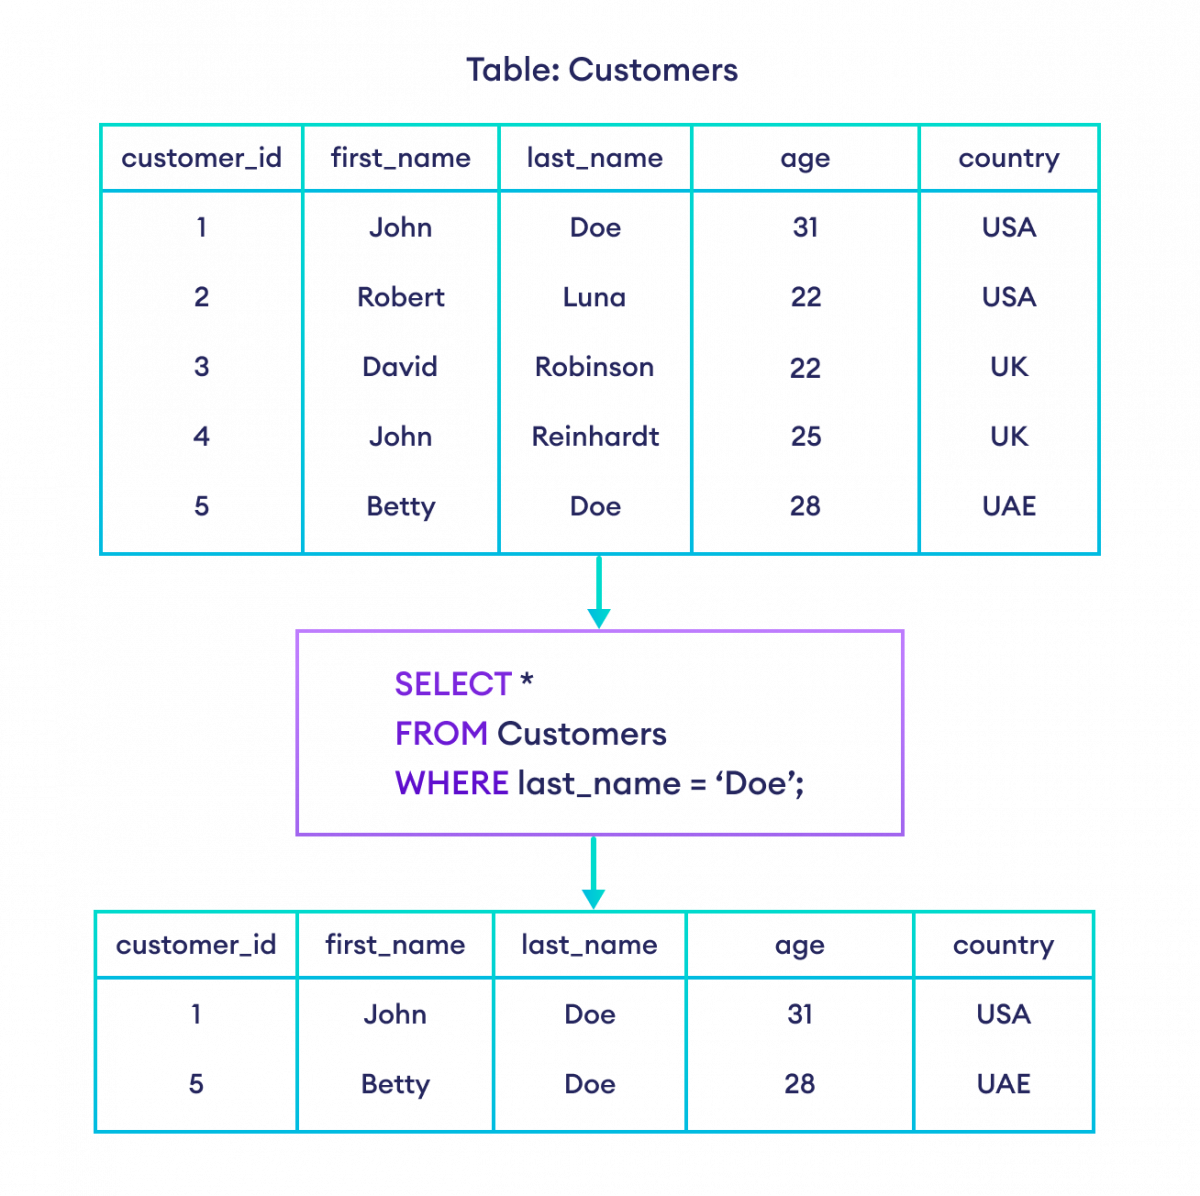 Table: Customers
customer_id first_name last_name age country
1 John Doe 31 USA
2 Robert Luna 22 USA
3 David Robinson 22 UK
4 John Reinhardt 25 UK
5 Betty Doe 28 UAE
SELECT *
FROM Customers
WHERE last_name = ‘Doe’;
customer_id first_name last_name age country
1 John Doe 31 USA
5 Betty Doe 28 UAE